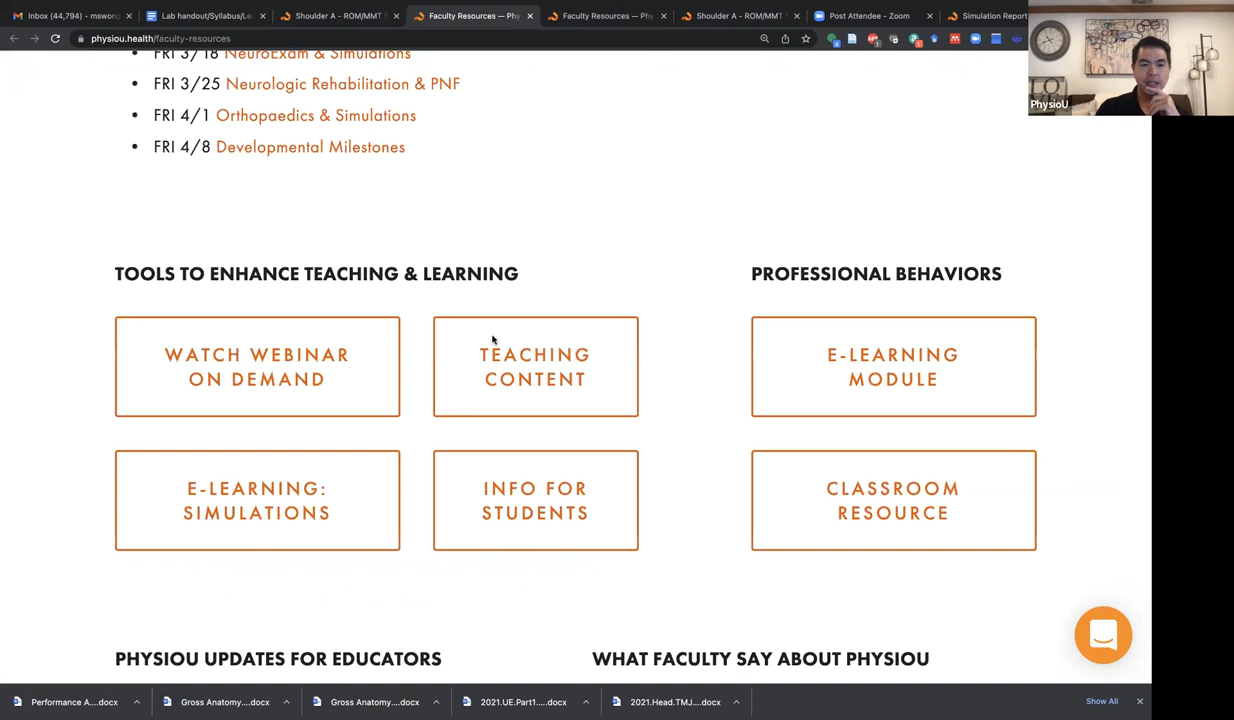 Inbox (44,794) - mswong
Lab handout/Syllabus/Le
Shoulder A - ROM/MMT
Faculty Resources — Phy
Faculty Resources — Phy
Shoulder A - ROM/MMT
Post Attendee - Zoom
Simulation Report
physiou.health/faculty-resources
PhysioU
FRI 3/18 NeuroExam & Simulations
FRI 3/25 Neurologic Rehabilitation & PNF
FRI 4/1 Orthopaedics & Simulations
FRI 4/8 Developmental Milestones
TOOLS TO ENHANCE TEACHING & LEARNING
PROFESSIONAL BEHAVIORS
WATCH WEBINAR
ON DEMAND
TEACHING
CONTENT
E-LEARNING
MODULE
E-LEARNING:
SIMULATIONS
INFO FOR
STUDENTS
CLASSROOM
RESOURCE
PHYSIOU UPDATES FOR EDUCATORS
WHAT FACULTY SAY ABOUT PHYSIOU
Performance A....docx
Gross Anatomy....docx
Gross Anatomy....docx
2021.UE.Part1.....docx
2021.Head.TMJ....docx
Show All